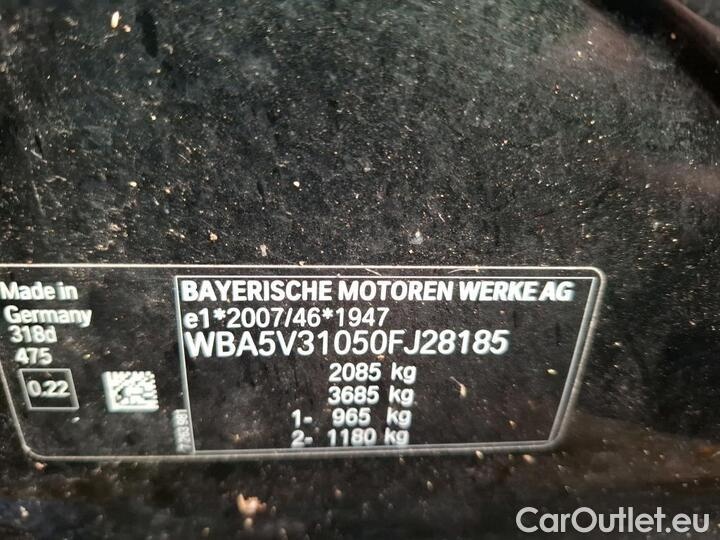 Made in
Germany
318d
475
0.22
BAYERISCHE MOTOREN WERKE AG
e1*2007/46*1947
WBA5V31050FJ28185
2085 kg
3685 kg
1- 965 kg
2- 1180 kg
CarOutlet.eu